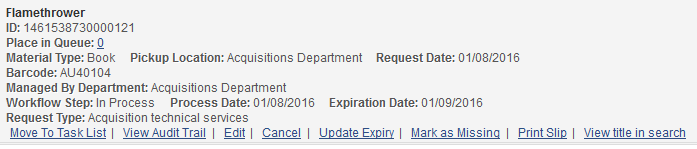 Flamethrower
ID: 1461538730000121
Place in Queue: 0
Material Type: Book Pickup Location: Acquisitions Department Request Date: 01/08/2016
Barcode: AU40104
Managed By Department: Acquisitions Department
Workflow Step: In Process Process Date: 01/08/2016 Expiration Date: 01/09/2016
Request Type: Acquisition technical services
Move To Task List | View Audit Trail | Edit | Cancel | Update Expiry | Mark as Missing | Print Slip | View title in search